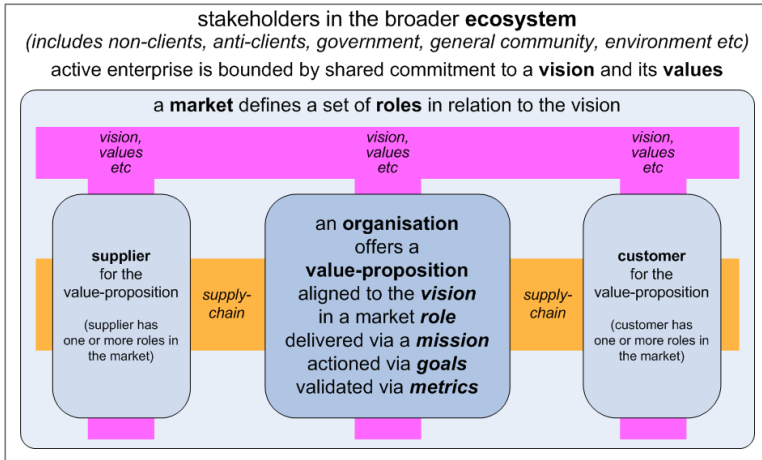 stakeholders in the broader ecosystem
(includes non-clients, anti-clients, government, general community, environment etc)
active enterprise is bounded by shared commitment to a vision and its values
a market defines a set of roles in relation to the vision
vision,
values
etc
vision,
values
etc
vision,
values
etc
supplier
for the
value-proposition
(supplier has
one or more roles in
the market)
supply-
chain
an organisation
offers a
value-proposition
aligned to the vision
in a market role
delivered via a mission
actioned via goals
validated via metrics
supply-
chain
customer
for the
value-proposition
(customer has
one or more roles in
the market)